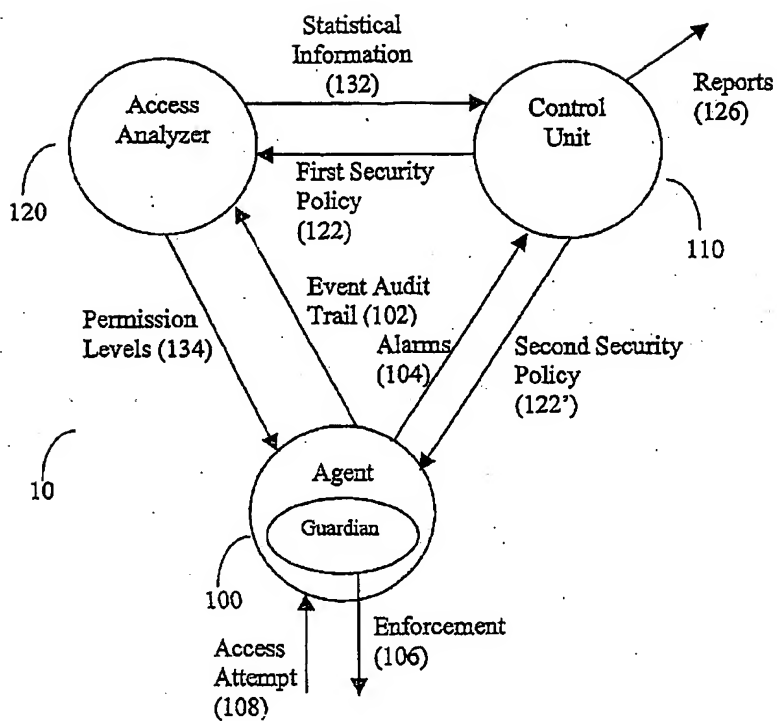 Statistical
Information
(132)
Reports
(126)
Access
Analyzer
Control
Unit
120
First Security
Policy
(122)
110
Permission
Levels (134)
Event Audit
Trail (102)
Alarms
(104)
Second Security
Policy
(122')
10
Agent
Guardian
100
Access
Attempt
(108)
Enforcement
(106)